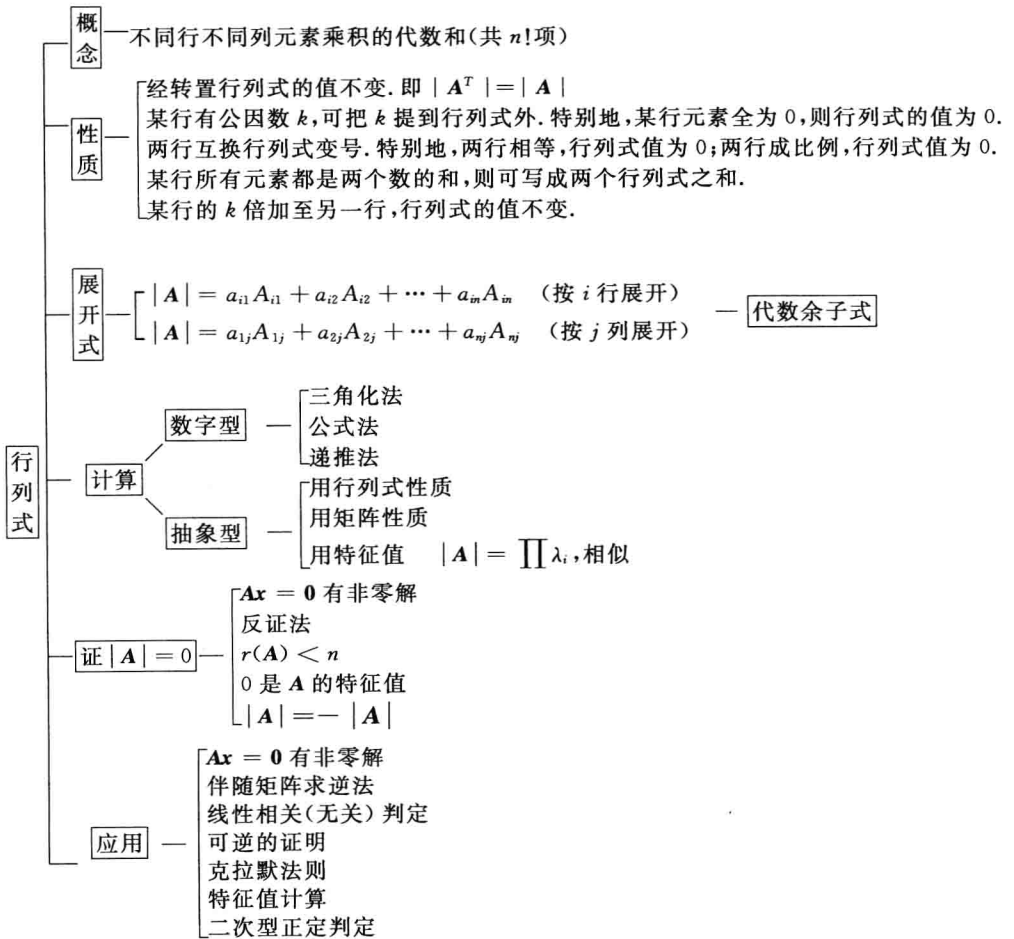 行列式
概念
不同行不同列元素乘积的代数和(共 n!项)
性质
经转置行列式的值不变.即 | A^T |=| A |
某行有公因数 k,可把 k 提到行列式外.特别地,某行元素全为 0,则行列式的值为 0.
两行互换行列式变号.特别地,两行相等,行列式值为 0;两行成比例,行列式值为 0.
某行所有元素都是两个数的和,则可写成两个行列式之和.
某行的 k 倍加至另一行,行列式的值不变.
展开式
| A | = a_{i1}A_{i1} + a_{i2}A_{i2} + ⋯ + a_{in}A_{in} (按 i 行展开)
| A | = a_{1j}A_{1j} + a_{2j}A_{2j} + ⋯ + a_{nj}A_{nj} (按 j 列展开)
代数余子式
计算
数字型
三角化法
公式法
递推法
抽象型
用行列式性质
用矩阵性质
用特征值 | A | = ∏ λ_i,相似
证 | A | = 0
Ax = 0 有非零解
反证法
r(A) < n
0 是 A 的特征值
| A | = − | A |
应用
Ax = 0 有非零解
伴随矩阵求逆法
线性相关(无关)判定
可逆的证明
克拉默法则
特征值计算
二次型正定判定